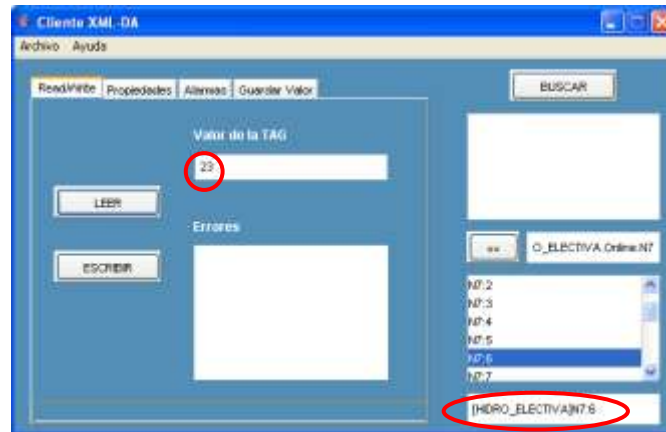 Cliente XML-DA
Archivo Ayuda
Read/Write Propiedades Alarmas Guardar Valor
Valor de la TAG
23
LEER
Errores
ESCRIBIR
BUSCAR
O_ELECTIVA.Online.N7
N7:2
N7:3
N7:4
N7:5
N7:6
N7:7
[HIDRO_ELECTIVA]N7:6